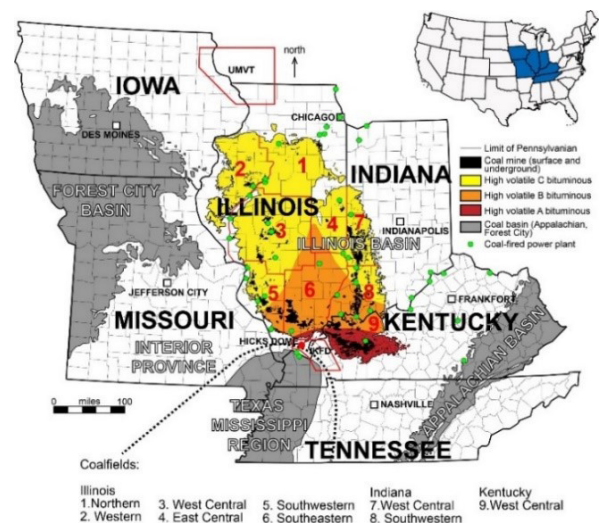 north
UMVT
IOWA
CHICAGO
DES MOINES
INDIANA
FOREST CITY
BASIN
2
1
ILLINOIS
3
4
7
ILLINOIS BASIN
INDIANAPOLIS
JEFFERSON CITY
5
6
8
9
FRANKFORT
MISSOURI
KENTUCKY
INTERIOR
PROVINCE
HICKS DOME
IKFD
APPALACHIAN BASIN
0 miles 100
TEXAS
MISSISSIPPI
REGION
NASHVILLE
TENNESSEE
Limit of Pennsylvanian
Coal mine (surface and
underground)
High volatile C bituminous
High volatile B bituminous
High volatile A bituminous
Coal basin (Appalachian,
Forest City)
Coal-fired power plant
Coalfields:
Illinois
1.Northern
2. Western
3. West Central
4. East Central
5. Southwestern
6. Southeastern
Indiana
7.West Central
8. Southwestern
Kentucky
9.West Central